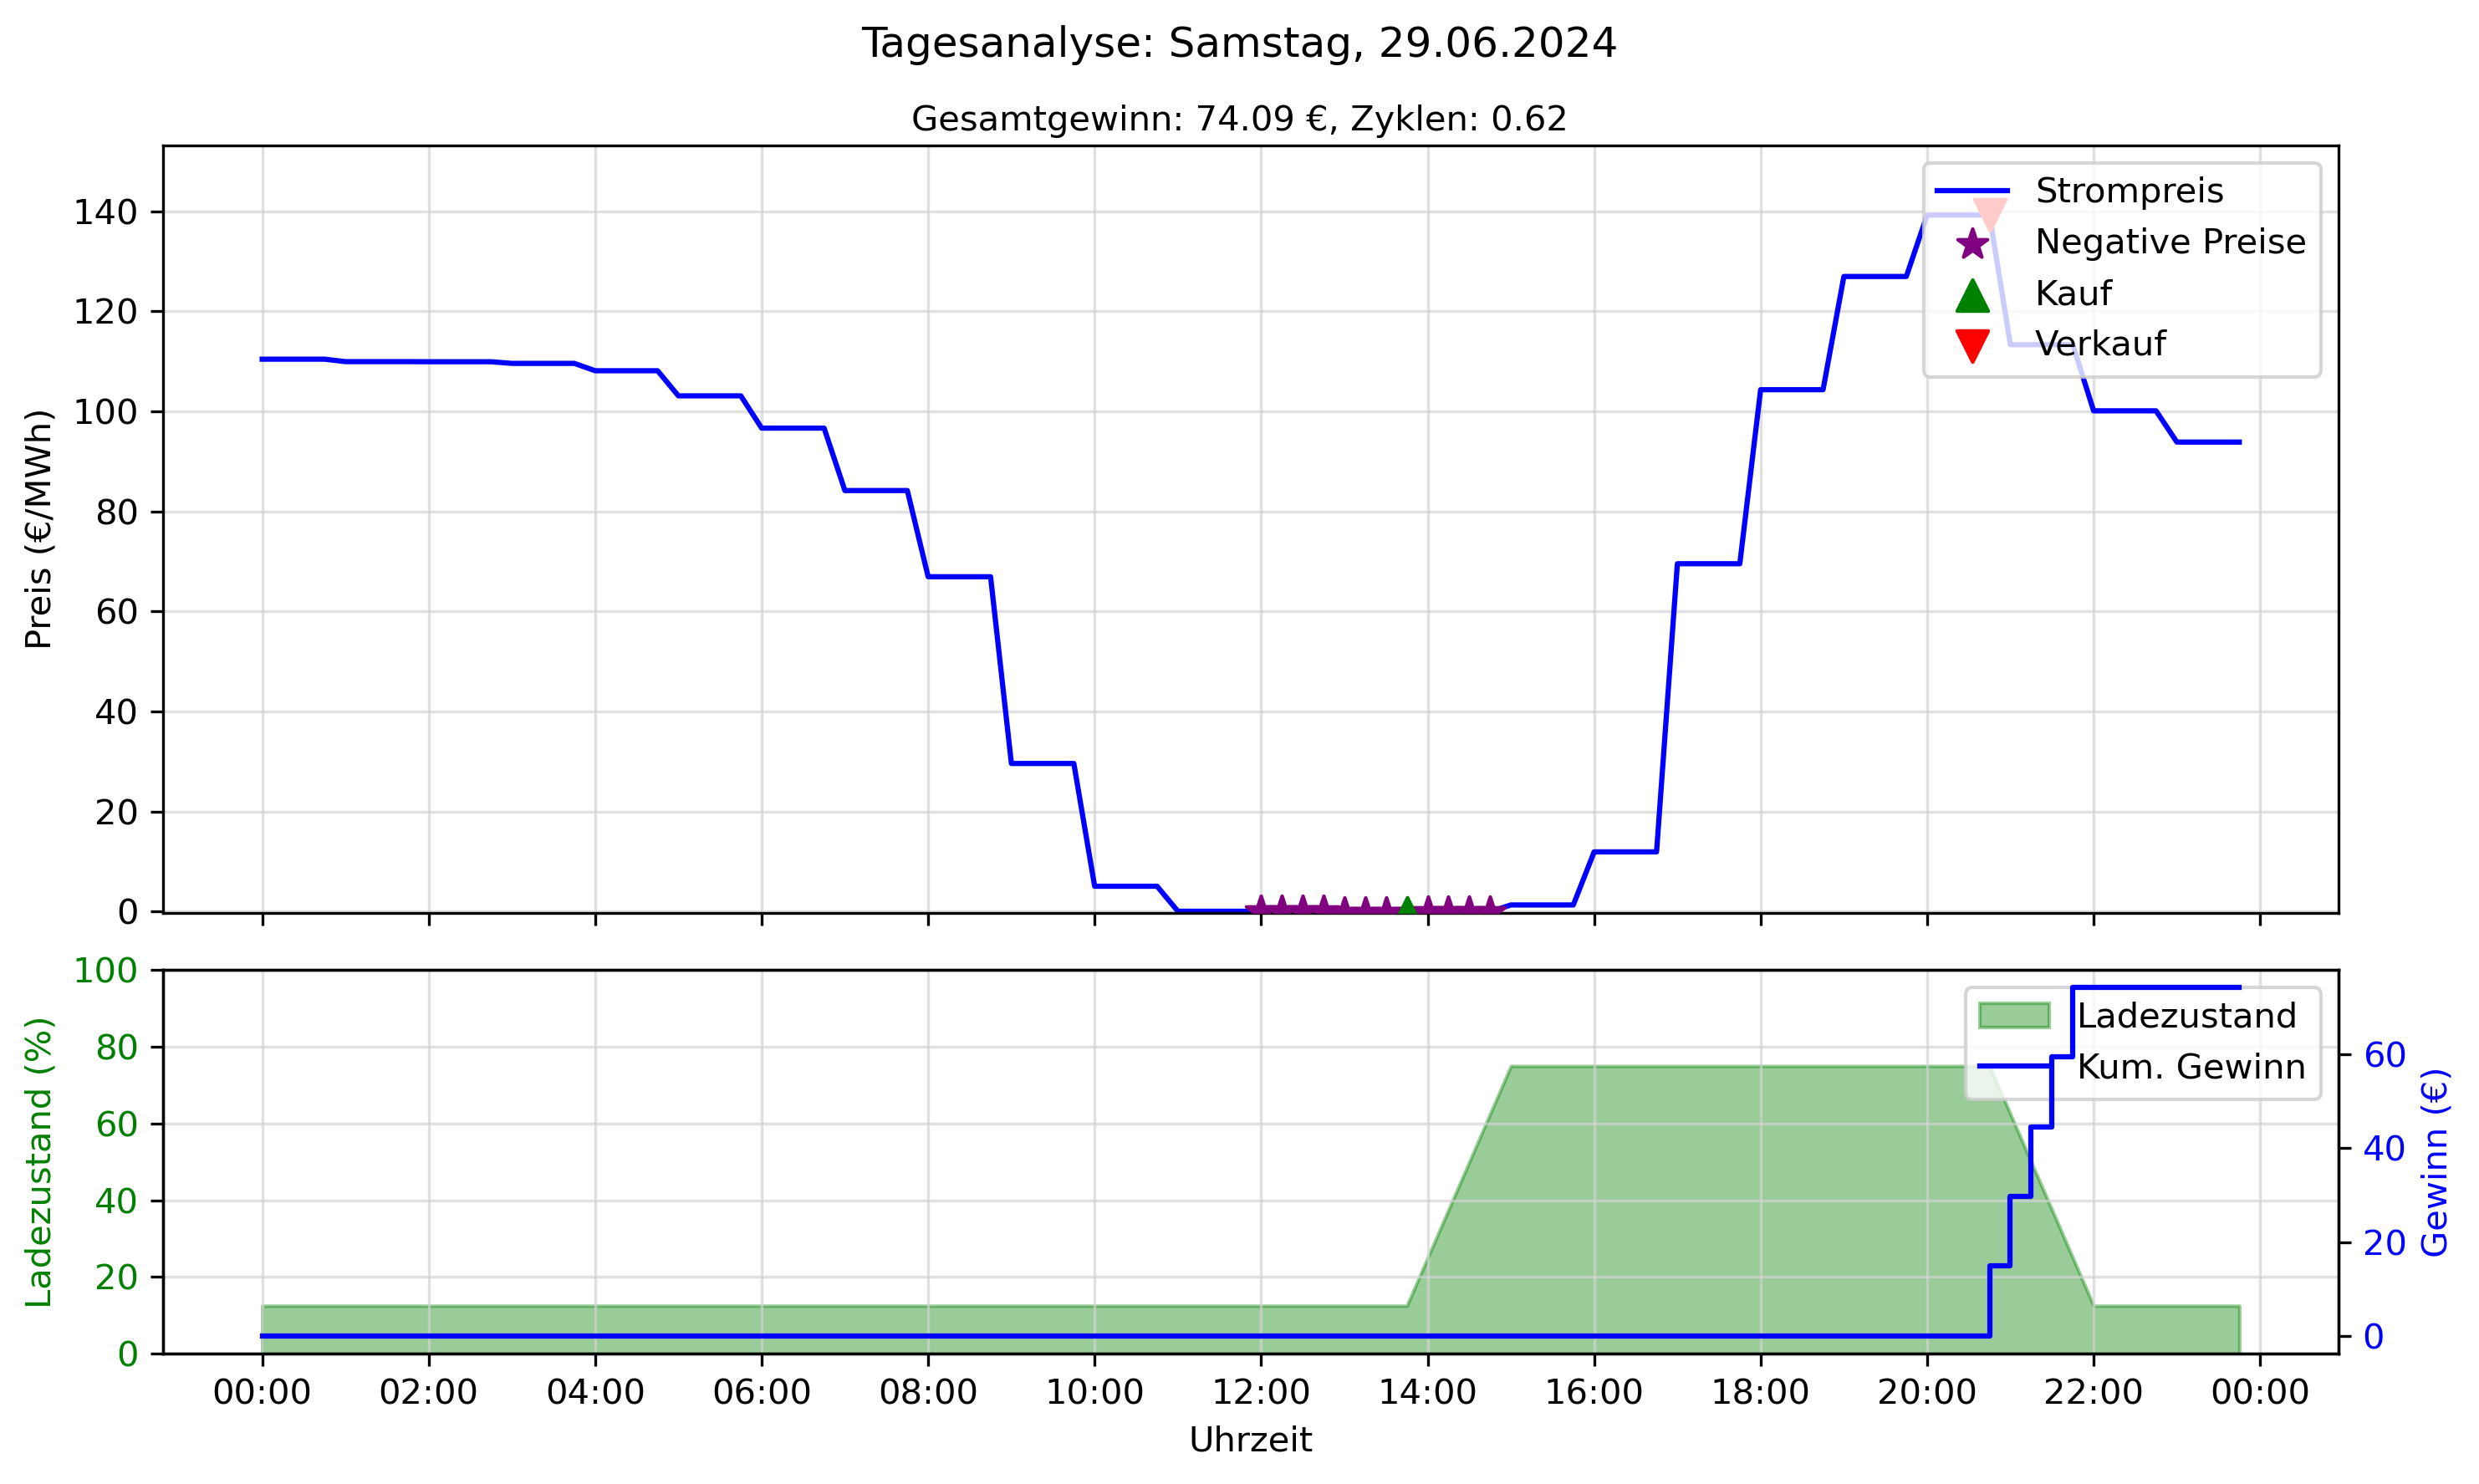 Tagesanalyse: Samstag, 29.06.2024
Gesamtgewinn: 74.09 €, Zyklen: 0.62
Preis (€/MWh)
140
120
100
80
60
40
20
0
Strompreis
Negative Preise
Kauf
Verkauf
Ladezustand (%)
100
80
60
40
20
0
Ladezustand
Kum. Gewinn
60
40
20
0
Gewinn (€)
00:00 02:00 04:00 06:00 08:00 10:00 12:00 14:00 16:00 18:00 20:00 22:00 00:00
Uhrzeit